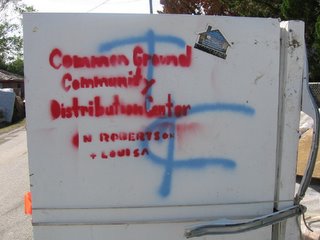 Common Ground
Community
Distribution Center
N ROBERTSON
+ LOUISA